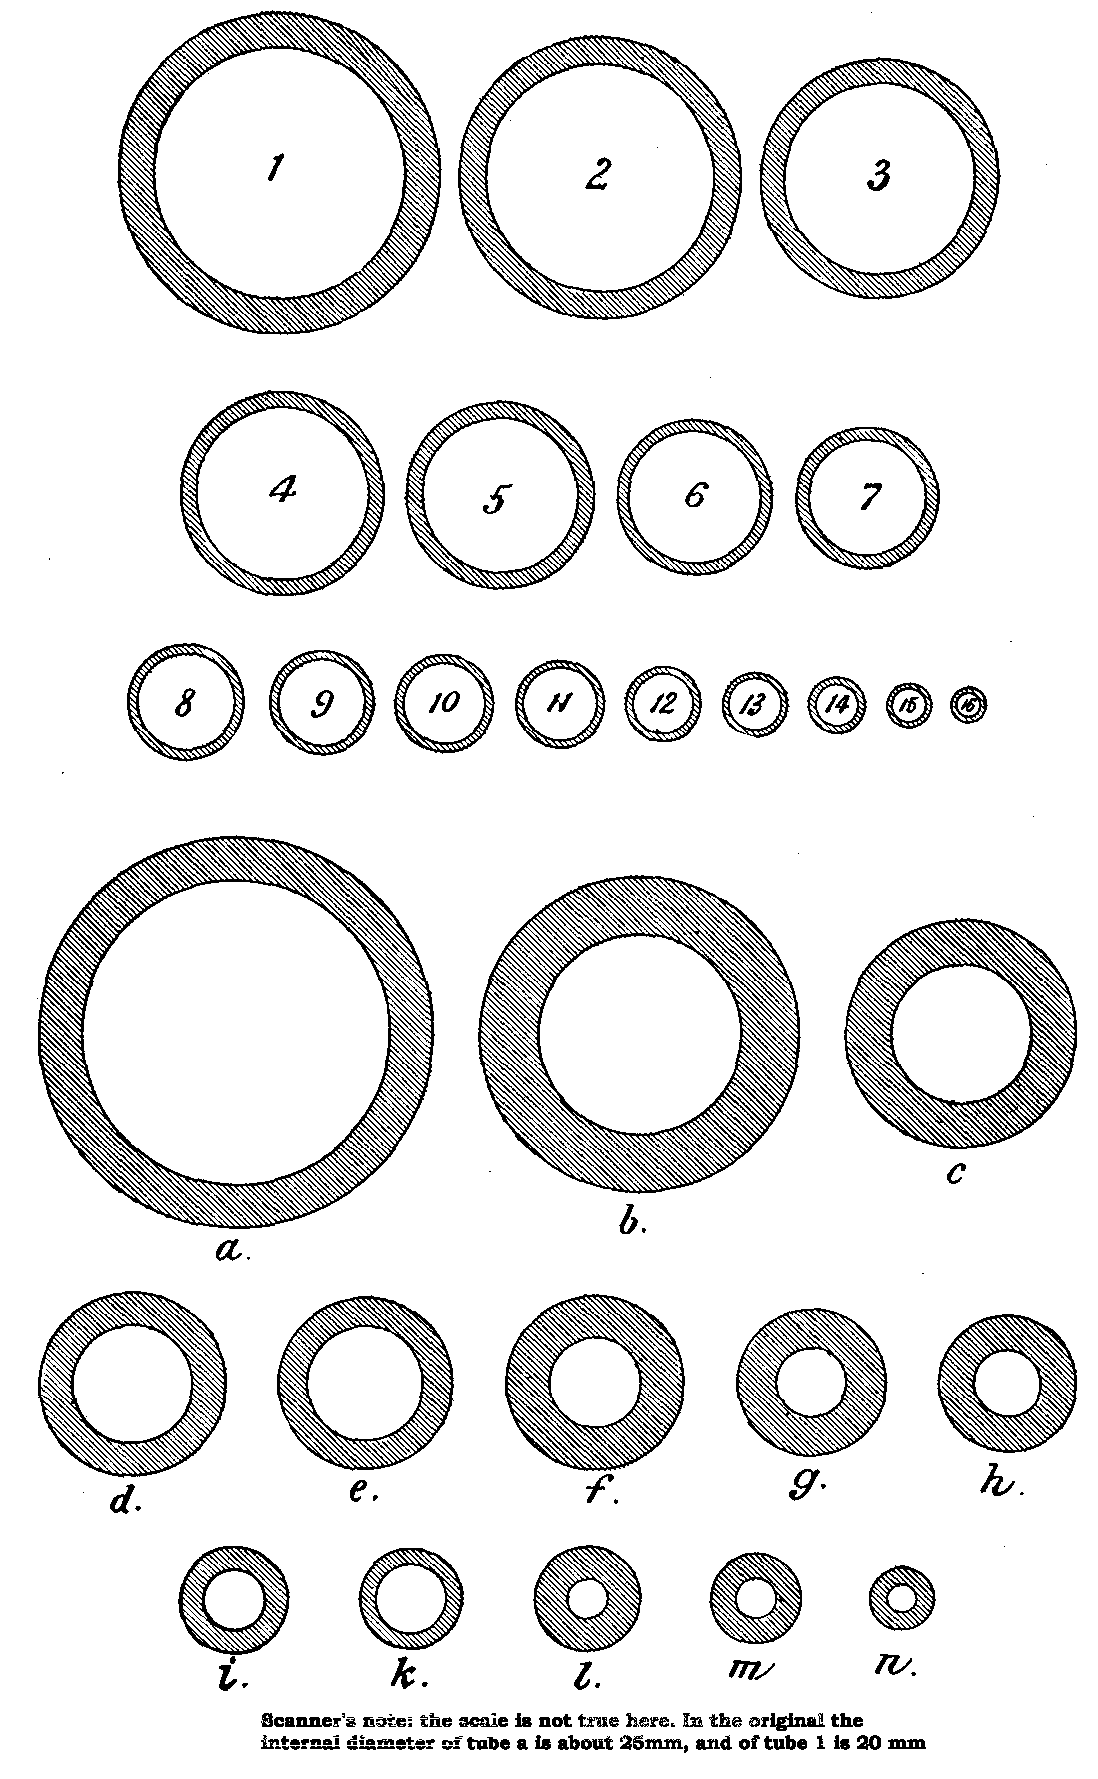 1 2 3
4 5 6 7
8 9 10 11 12 13 14 15 16
a. b. c
d. e. f. g. h.
i. k. l. m n.
Scanner's note: the scale is not true here. In the original the
internal diameter of tube a is about 25mm, and of tube 1 is 20 mm